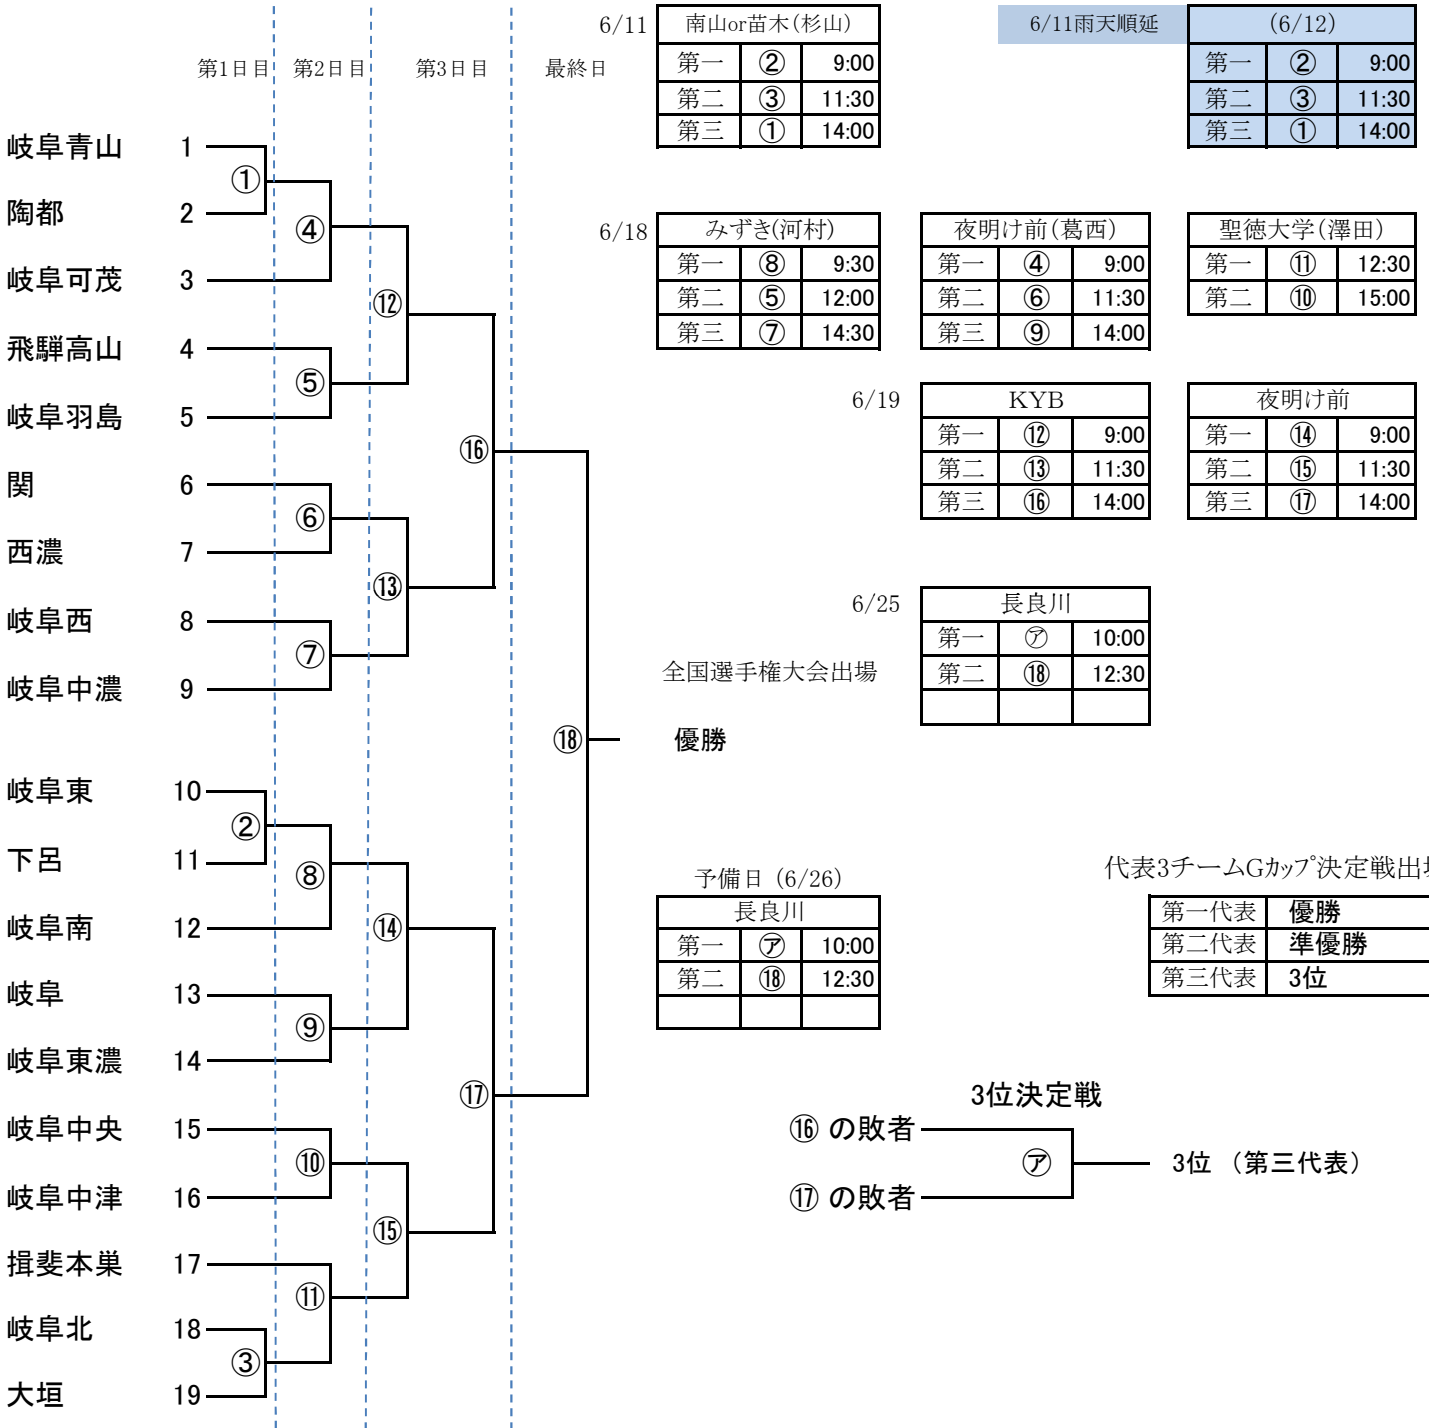 6/11 南山or苗木(杉山) 6/11雨天順延 (6/12)
第1日目 第2日目 第3日目 最終日 第一 ② 9:00 第一 ② 9:00
第二 ③ 11:30 第二 ③ 11:30
第三 ① 14:00 第三 ① 14:00
岐阜青山 1
①
陶都 2
④
6/18 みずき(河村) 夜明け前(葛西) 聖徳大学(澤田)
第一 ⑧ 9:30 第一 ④ 9:00 第一 ⑪ 12:30
岐阜可茂 3
第二 ⑤ 12:00 第二 ⑥ 11:30 第二 ⑩ 15:00
⑫
第三 ⑦ 14:30 第三 ⑨ 14:00
飛騨高山 4
⑤
6/19 KYB 夜明け前
岐阜羽島 5
第一 ⑫ 9:00 第一 ⑭ 9:00
⑯
第二 ⑬ 11:30 第二 ⑮ 11:30
関 6
第三 ⑯ 14:00 第三 ⑰ 14:00
⑥
西濃 7
⑬
6/25 長良川
岐阜西 8
第一 ㋐ 10:00
⑦
全国選手権大会出場 第二 ⑱ 12:30
岐阜中濃 9
⑱ 優勝
岐阜東 10
②
下呂 11
⑧
予備日 (6/26) 代表3チームGカップ決定戦出場
長良川 第一代表 優勝
岐阜南 12
⑭
第一 ㋐ 10:00 第二代表 準優勝
第二 ⑱ 12:30 第三代表 3位
岐阜 13
⑨
岐阜東濃 14
⑰
3位決定戦
岐阜中央 15
⑯ の敗者
⑩
㋐ 3位 (第三代表)
岐阜中津 16
⑰ の敗者
⑮
揖斐本巣 17
⑪
岐阜北 18
③
大垣 19